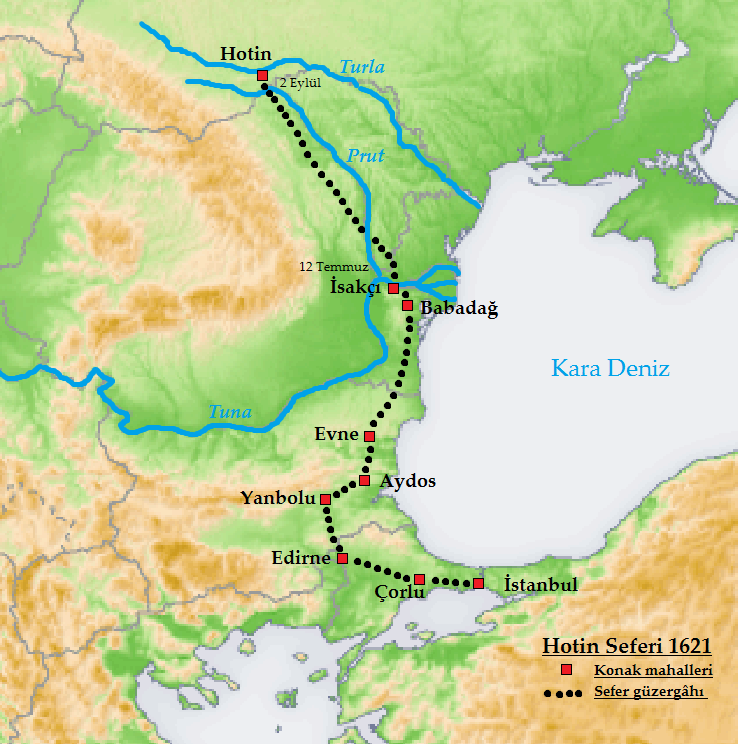 Hotin
Turla
2 Eylül
Prut
12 Temmuz
İsakçı
Babadağ
Kara Deniz
Tuna
Evne
Aydos
Yanbolu
Edirne
Çorlu
İstanbul
Hotin Seferi 1621
Konak mahalleri
Sefer güzergâhı